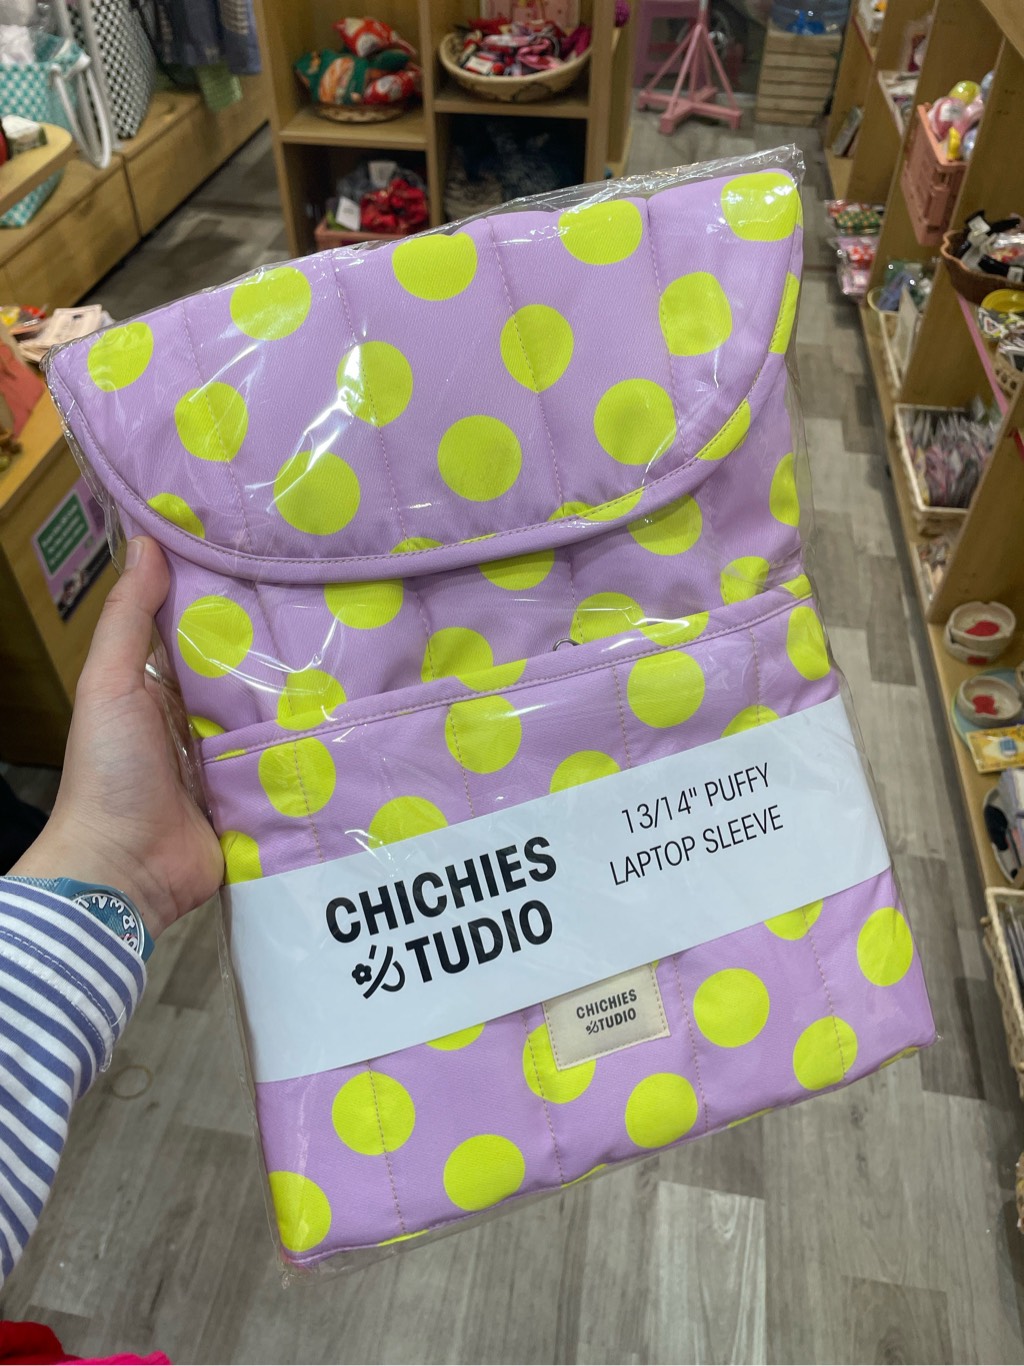 CHICHIES
STUDIO
13/14" PUFFY
LAPTOP SLEEVE
CHICHIES
STUDIO